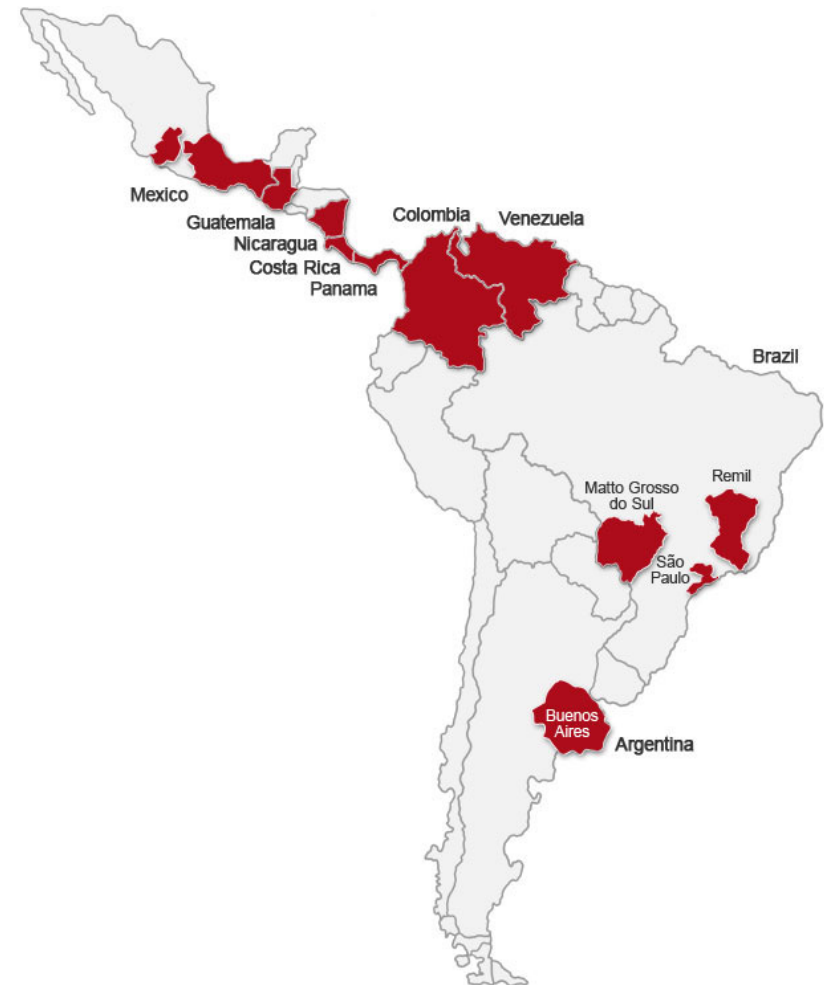 Mexico
Guatemala
Nicaragua
Costa Rica
Panama
Colombia
Venezuela
Brazil
Matto Grosso
do Sul
Remil
São
Paulo
Buenos
Aires
Argentina